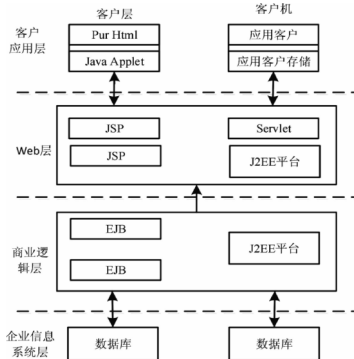 客户层
客户机
客户
应用层
Pur Html
Java Applet
应用客户
应用客户存储
Web层
JSP
JSP
Servlet
J2EE平台
商业逻
辑层
EJB
EJB
J2EE平台
企业信息
系统层
数据库
数据库